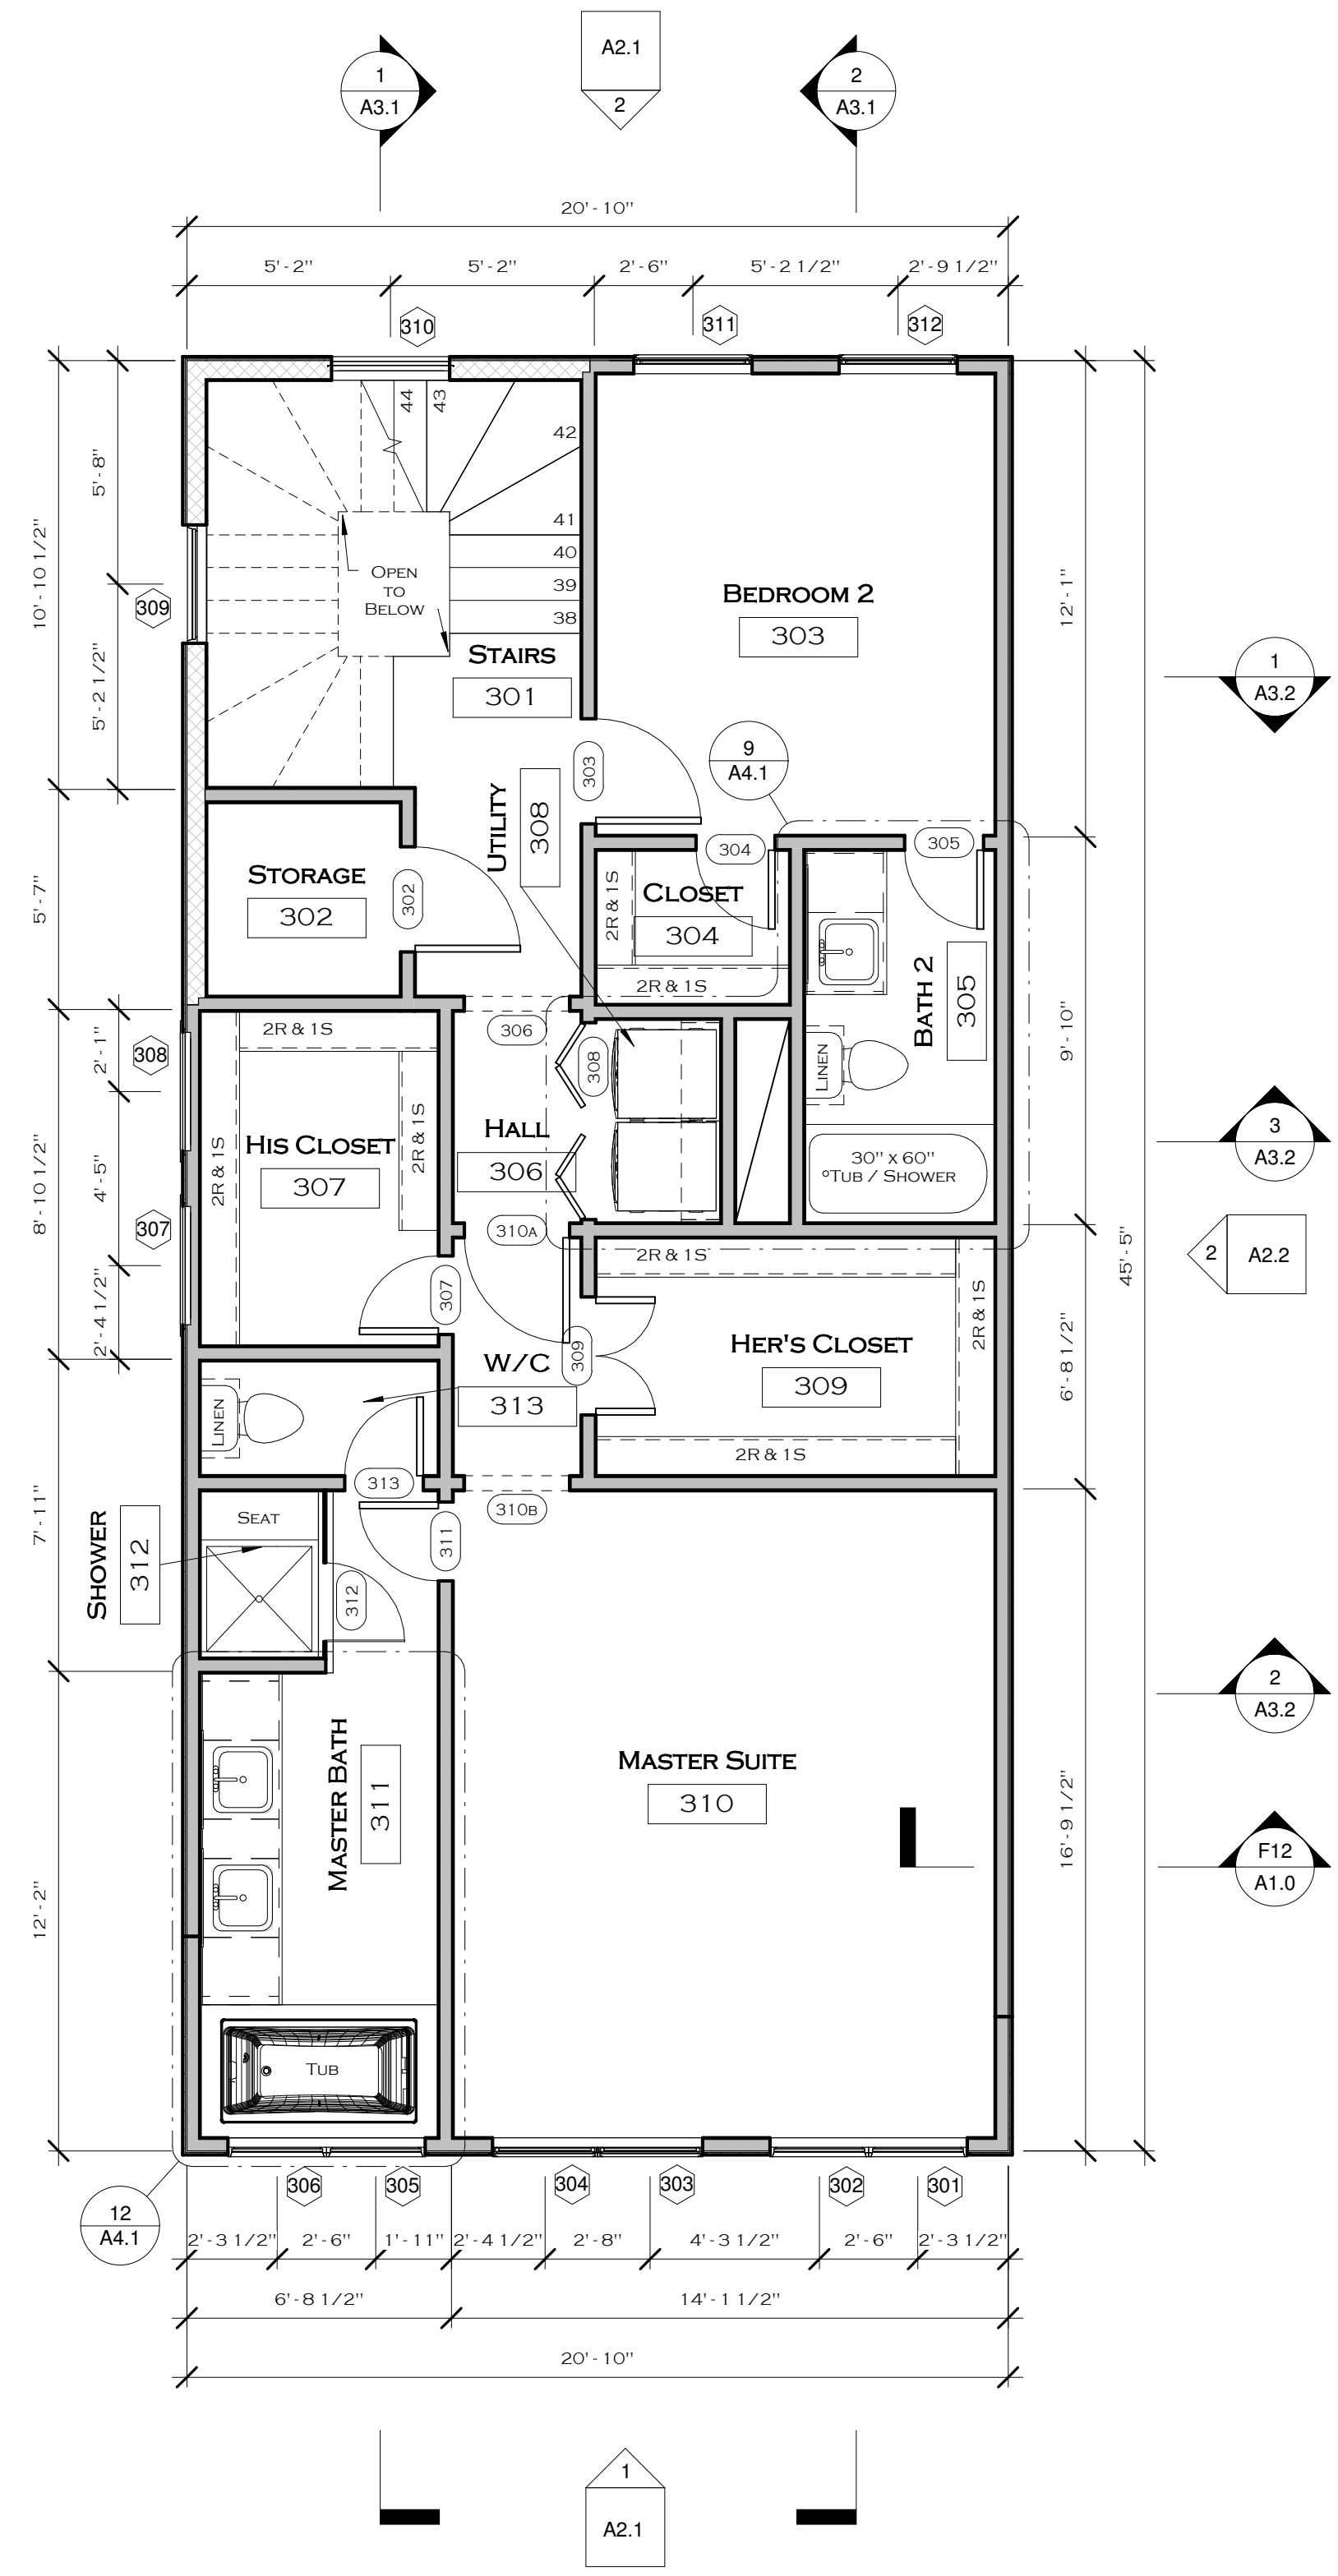 A2.1
2
1
A3.1
2
A3.1
20'-10"
5'-2"
5'-2"
2'-6"
5'-2 1/2"
2'-9 1/2"
310
311
312
44
43
42
41
40
39
38
OPEN
TO
BELOW
STAIRS
301
5'-8"
10'-10 1/2"
309
5'-2 1/2"
BEDROOM 2
303
12'-1"
1
A3.2
9
A4.1
303
UTILITY
308
304
305
STORAGE
302
302
5'-7"
2R & 1S
CLOSET
304
2R & 1S
BATH 2
305
LINEN
30" X 60"
TUB / SHOWER
9'-10"
306
308
308
2'-1"
2R & 1S
HIS CLOSET
307
2R & 1S
2R & 1S
HALL
306
4'-5"
8'-10 1/2"
307
2'-4 1/2"
3
A3.2
2
A2.2
45'-5"
310A
2R & 1S
307
309
HER'S CLOSET
309
2R & 1S
2R & 1S
6'-8 1/2"
W/C
313
LINEN
313
310B
7'-11"
SHOWER
312
SEAT
311
312
2
A3.2
MASTER BATH
311
MASTER SUITE
310
16'-9 1/2"
F12
A1.0
12'-2"
TUB
306
305
304
303
302
301
12
A4.1
2'-3 1/2"
2'-6"
1'-11"
2'-4 1/2"
2'-8"
4'-3 1/2"
2'-6"
2'-3 1/2"
6'-8 1/2"
14'-1 1/2"
20'-10"
1
A2.1